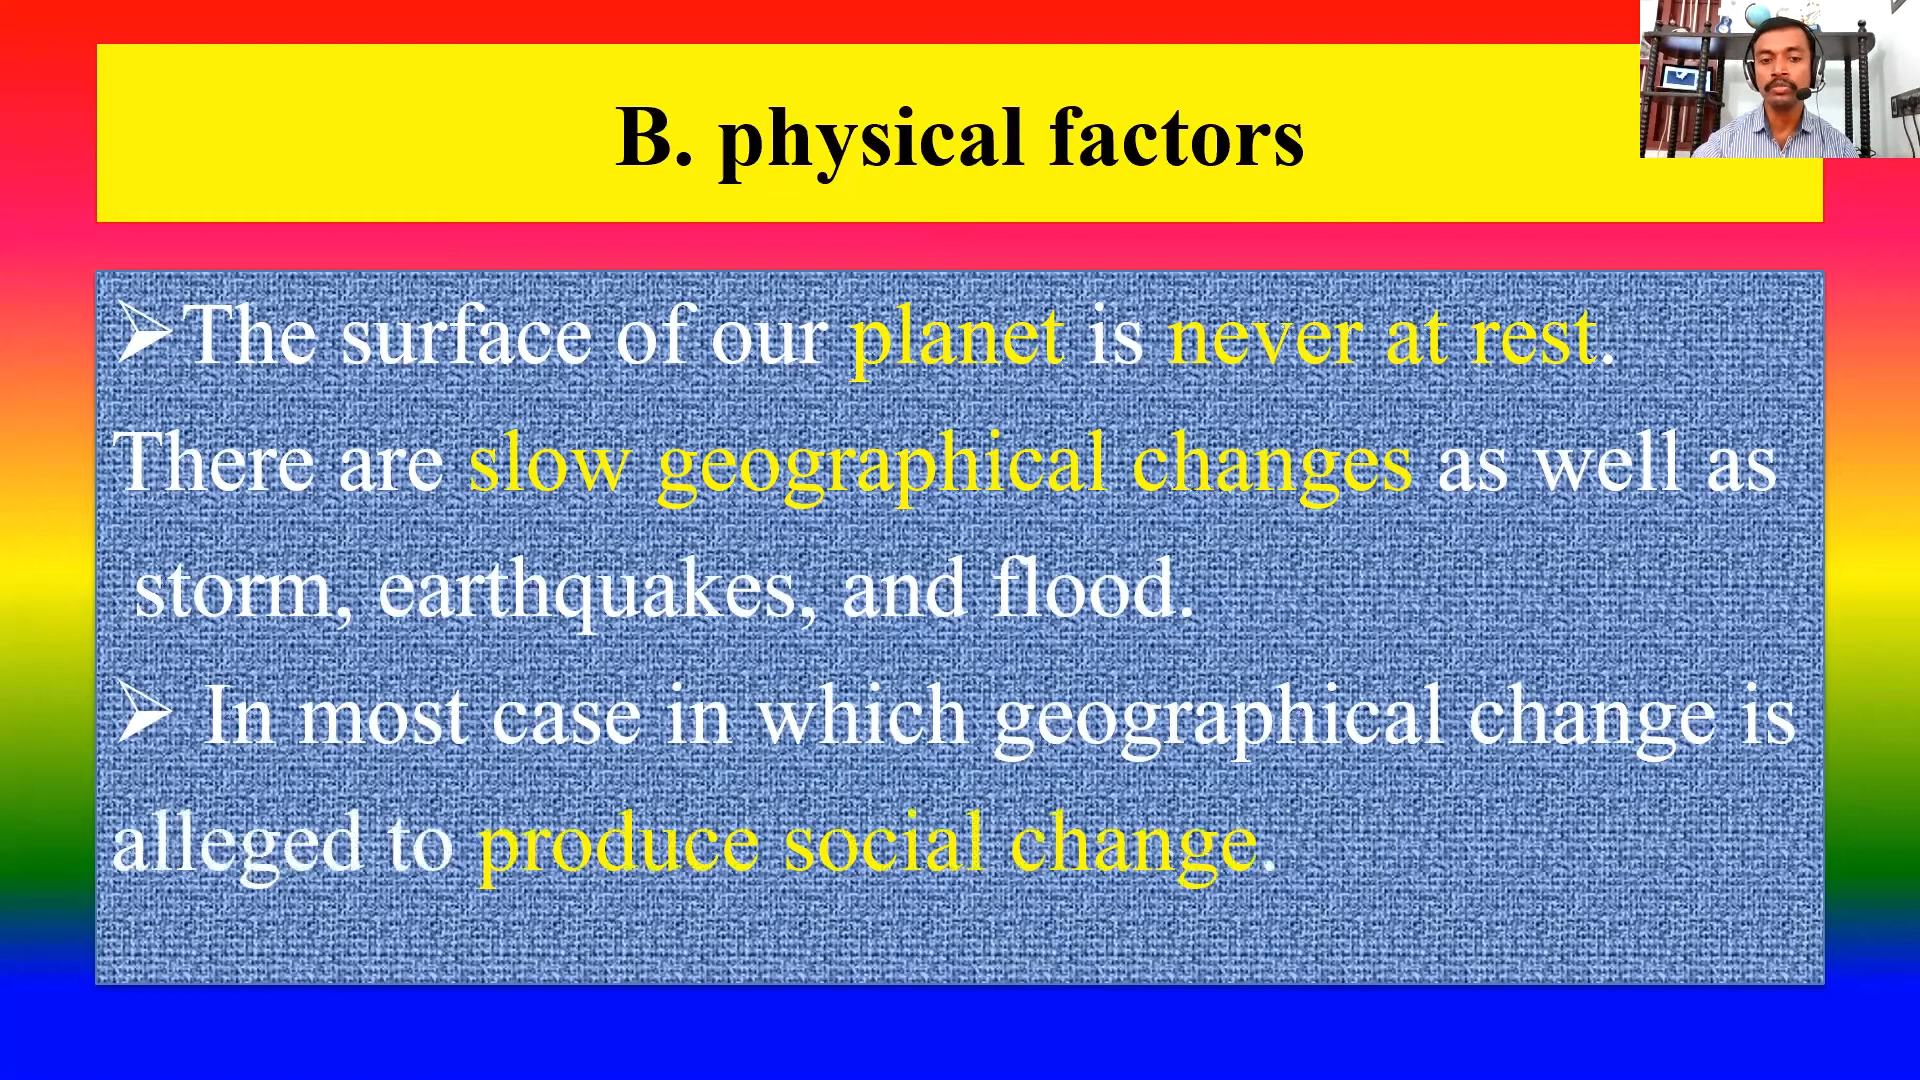 B. physical factors
➢The surface of our planet is never at rest.
There are slow geographical changes as well as
storm, earthquakes, and flood.
➢ In most case in which geographical change is
alleged to produce social change.